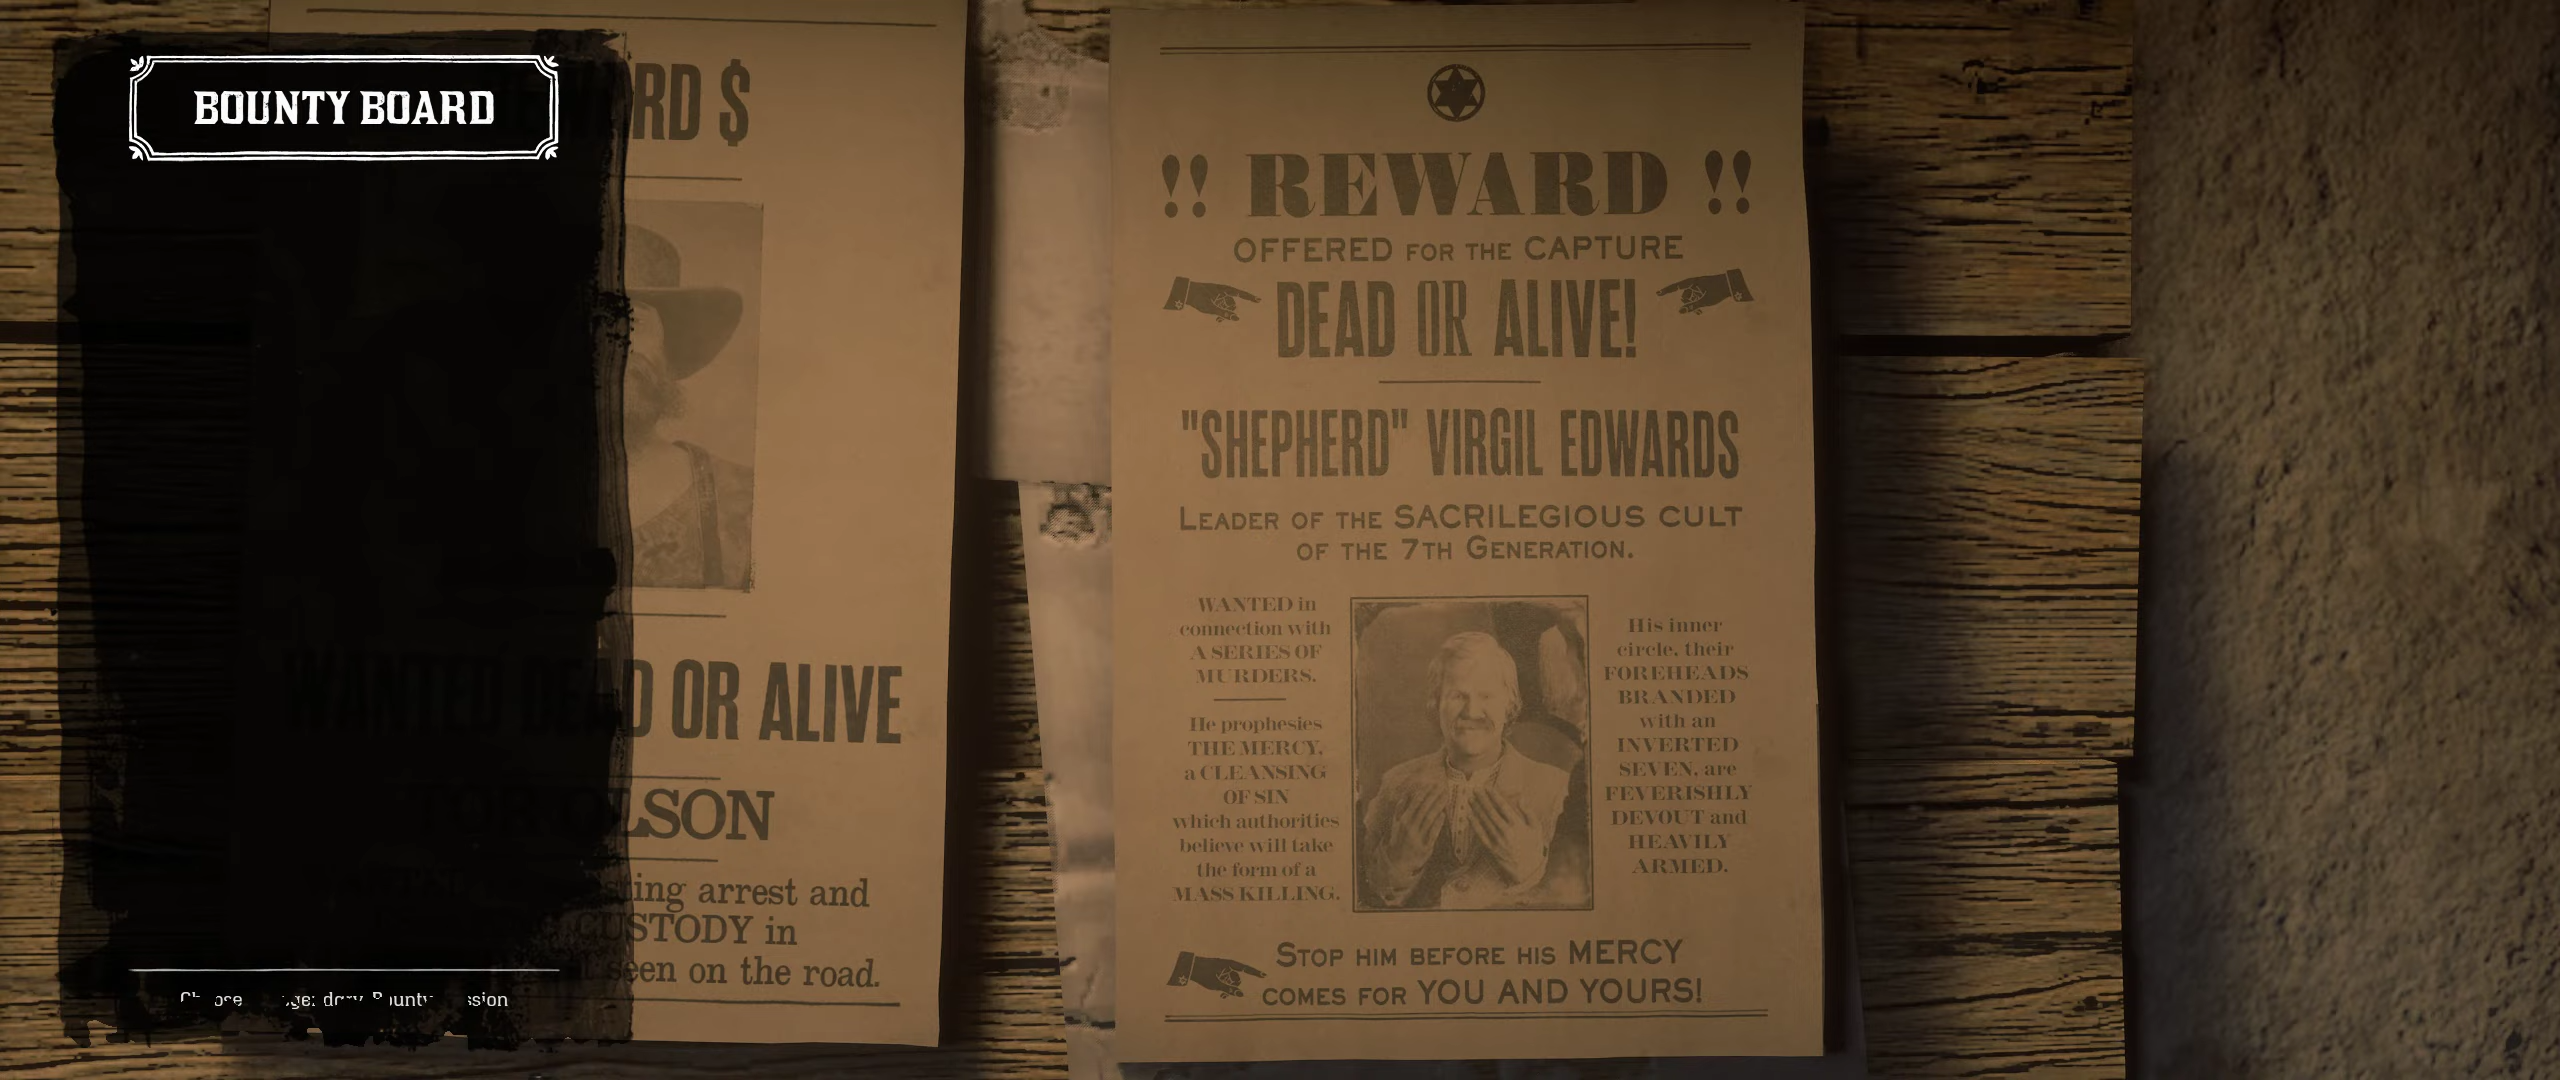 BOUNTY BOARD
RD $
WANTED DEAD OR ALIVE
arrest and
CUSTODY in
seen on the road.
!! REWARD !!
OFFERED FOR THE CAPTURE
DEAD OR ALIVE!
"SHEPHERD" VIRGIL EDWARDS
LEADER OF THE SACRILEGIOUS CULT
OF THE 7TH GENERATION.
WANTED in
connection with
A SERIES OF
MURDERS.
He prophesies
THE MERCY,
a CLEANSING
OF SIN
which authorities
believe will take
the form of a
MASS KILLING.
His inner
circle, their
FOREHEADS
BRANDED
with an
INVERTED
SEVEN, are
FEVERISHLY
DEVOUT and
HEAVILY
ARMED.
STOP HIM BEFORE HIS MERCY
COMES FOR YOU AND YOURS!